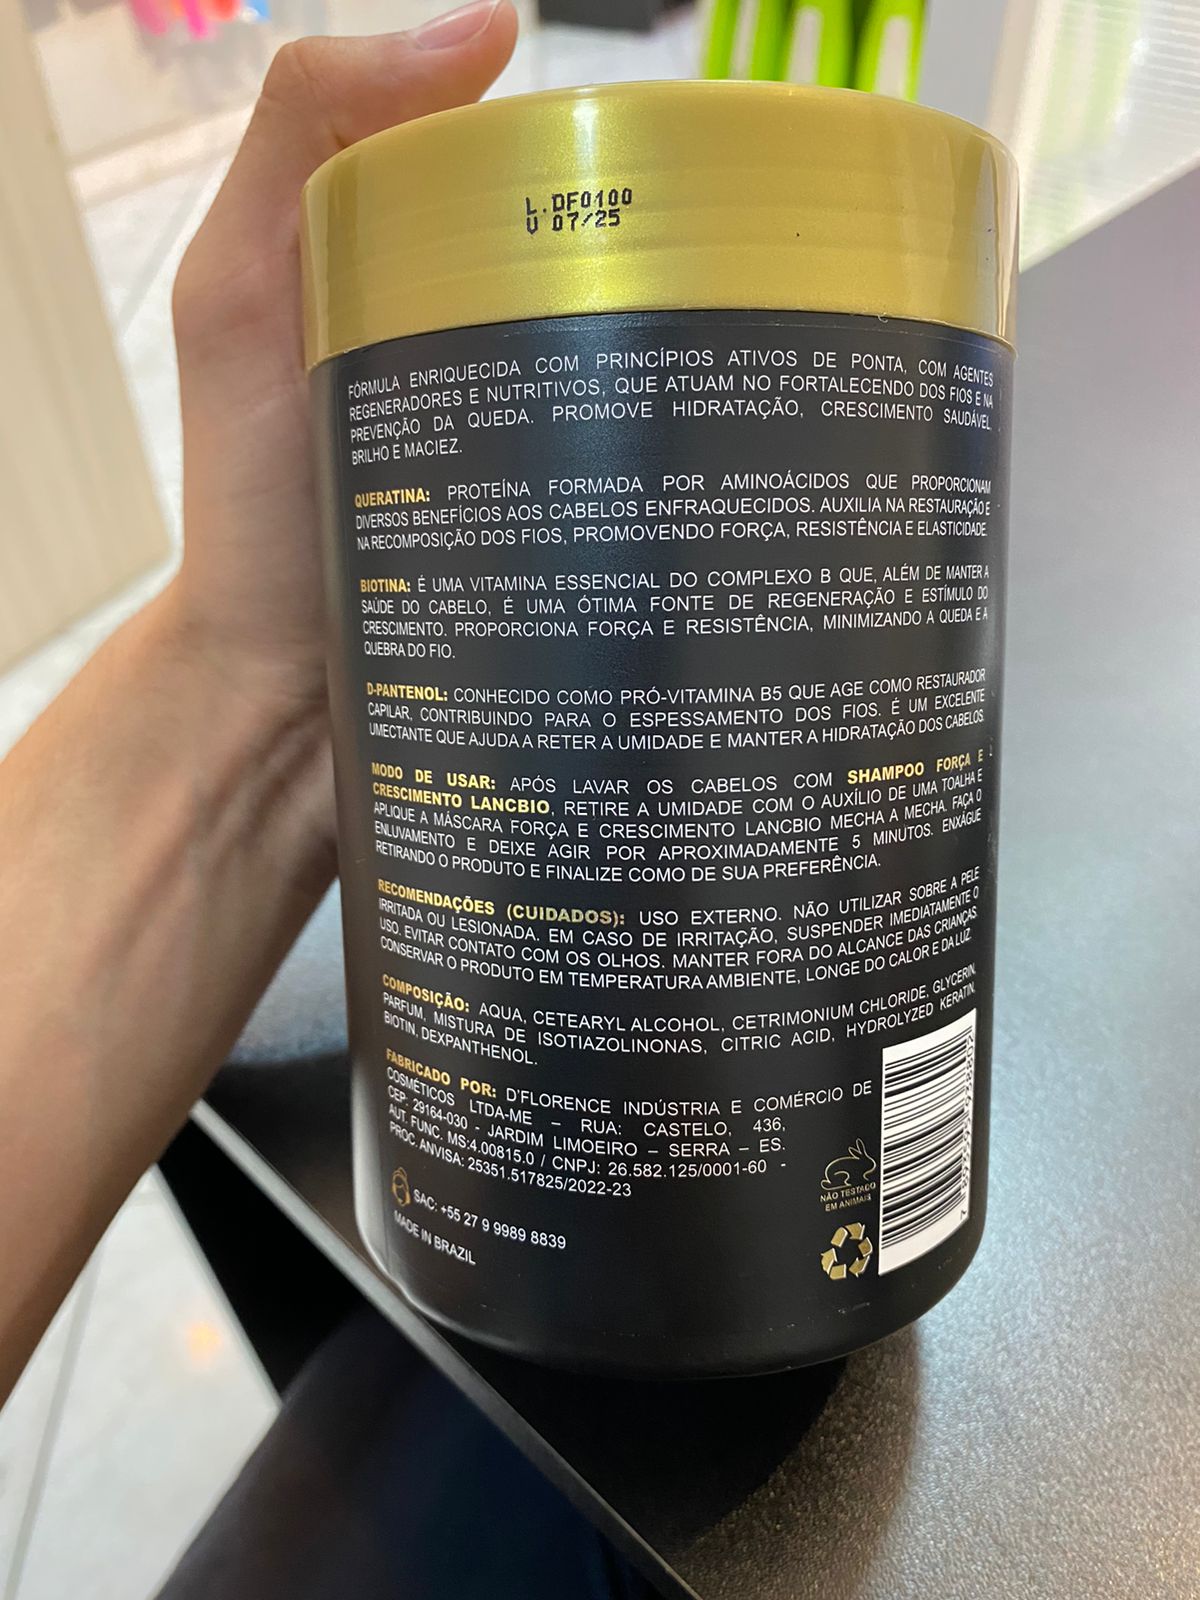 L.DF0100
V 07/25
FÓRMULA ENRIQUECIDA COM PRINCÍPIOS ATIVOS DE PONTA, COM AGENTES
REGENERADORES E NUTRITIVOS, QUE ATUAM NO FORTALECENDO DOS FIOS E NA
PREVENÇÃO DA QUEDA. PROMOVE HIDRATAÇÃO, CRESCIMENTO SAUDÁVEL,
BRILHO E MACIEZ.
QUERATINA: PROTEÍNA FORMADA POR AMINOÁCIDOS QUE PROPORCIONAM
DIVERSOS BENEFÍCIOS AOS CABELOS ENFRAQUECIDOS. AUXILIA NA RESTAURAÇÃO E
NA RECOMPOSIÇÃO DOS FIOS, PROMOVENDO FORÇA, RESISTÊNCIA E ELASTICIDADE.
BIOTINA: É UMA VITAMINA ESSENCIAL DO COMPLEXO B QUE, ALÉM DE MANTER A
SAÚDE DO CABELO, É UMA ÓTIMA FONTE DE REGENERAÇÃO E ESTÍMULO DO
CRESCIMENTO. PROPORCIONA FORÇA E RESISTÊNCIA, MINIMIZANDO A QUEDA E A
QUEBRA DO FIO.
D-PANTENOL: CONHECIDO COMO PRÓ-VITAMINA B5 QUE AGE COMO RESTAURADOR
CAPILAR, CONTRIBUINDO PARA O ESPESSAMENTO DOS FIOS. É UM EXCELENTE
UMECTANTE QUE AJUDA A RETER A UMIDADE E MANTER A HIDRATAÇÃO DOS CABELOS.
MODO DE USAR: APÓS LAVAR OS CABELOS COM SHAMPOO FORÇA E
CRESCIMENTO LANCBIO, RETIRE A UMIDADE COM O AUXÍLIO DE UMA TOALHA E
APLIQUE A MÁSCARA FORÇA E CRESCIMENTO LANCBIO MECHA A MECHA. FAÇA O
ENLUVAMENTO E DEIXE AGIR POR APROXIMADAMENTE 5 MINUTOS. ENXÁGUE
RETIRANDO O PRODUTO E FINALIZE COMO DE SUA PREFERÊNCIA.
RECOMENDAÇÕES (CUIDADOS): USO EXTERNO. NÃO UTILIZAR SOBRE A PELE
IRRITADA OU LESIONADA. EM CASO DE IRRITAÇÃO, SUSPENDER IMEDIATAMENTE O
USO. EVITAR CONTATO COM OS OLHOS. MANTER FORA DO ALCANCE DAS CRIANÇAS.
CONSERVAR O PRODUTO EM TEMPERATURA AMBIENTE, LONGE DO CALOR E DA LUZ.
COMPOSIÇÃO: AQUA, CETEARYL ALCOHOL, CETRIMONIUM CHLORIDE, GLYCERIN,
PARFUM, MISTURA DE ISOTIAZOLINONAS, CITRIC ACID, HYDROLYZED KERATIN,
BIOTIN, DEXPANTHENOL.
FABRICADO POR: D'FLORENCE INDÚSTRIA E COMÉRCIO DE
COSMÉTICOS LTDA-ME – RUA: CASTELO, 436,
CEP: 29164-030 - JARDIM LIMOEIRO – SERRA – ES.
AUT. FUNC. MS:4.00815.0 / CNPJ: 26.582.125/0001-60 -
PROC. ANVISA: 25351.517825/2022-23
SAC: +55 27 9 9989 8839
MADE IN BRAZIL
NÃO TESTADO
EM ANIMAIS